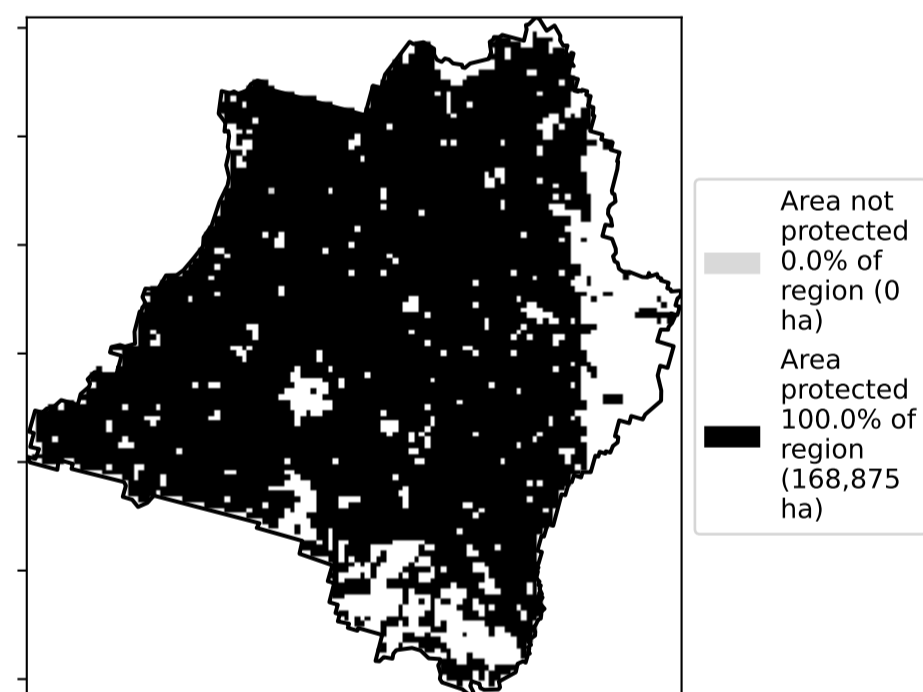 Area not
protected
0.0% of
region (0
ha)
Area
protected
100.0% of
region
(168,875
ha)